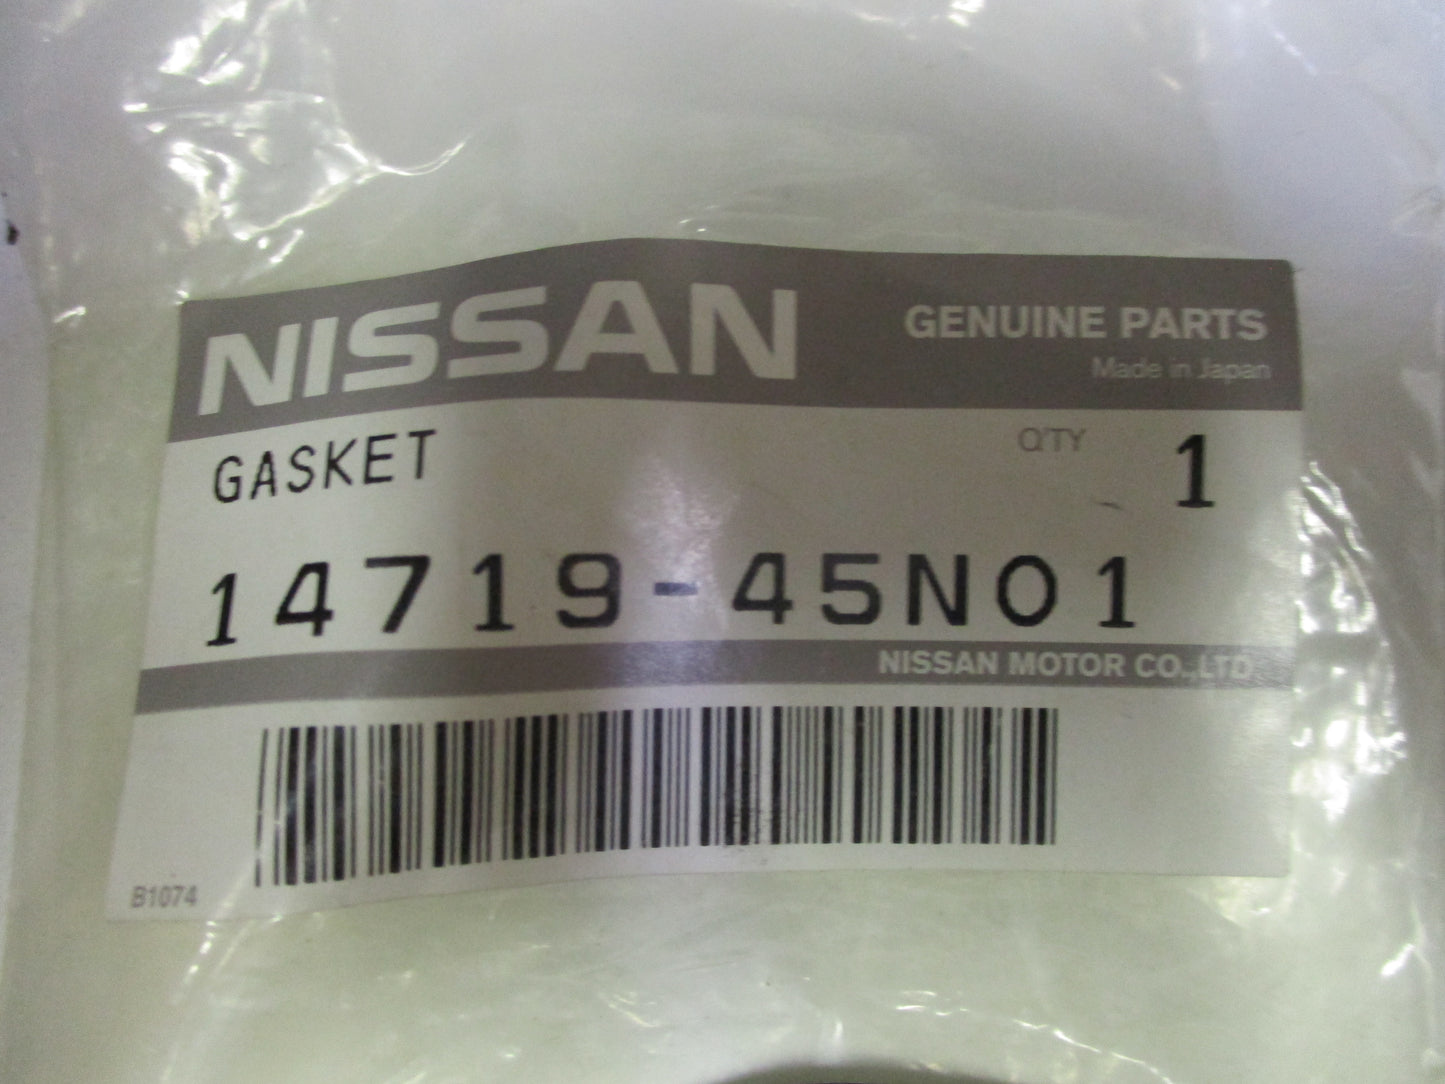 NISSAN
GENUINE PARTS
Made in Japan
GASKET
Q'TY 1
14719-45N01
NISSAN MOTOR CO.,LTD.
B1074